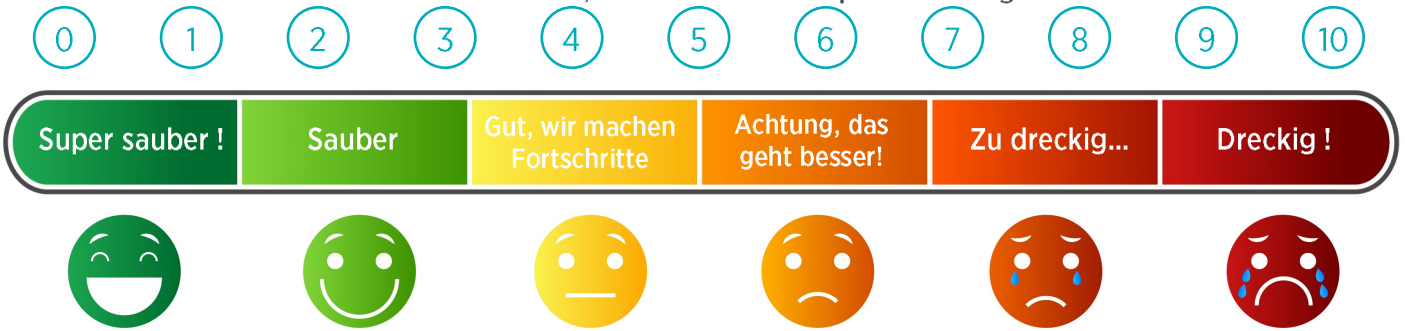 0 1 2 3 4 5 6 7 8 9 10
Super sauber !
Sauber
Gut, wir machen
Fortschritte
Achtung, das
geht besser!
Zu dreckig...
Dreckig !